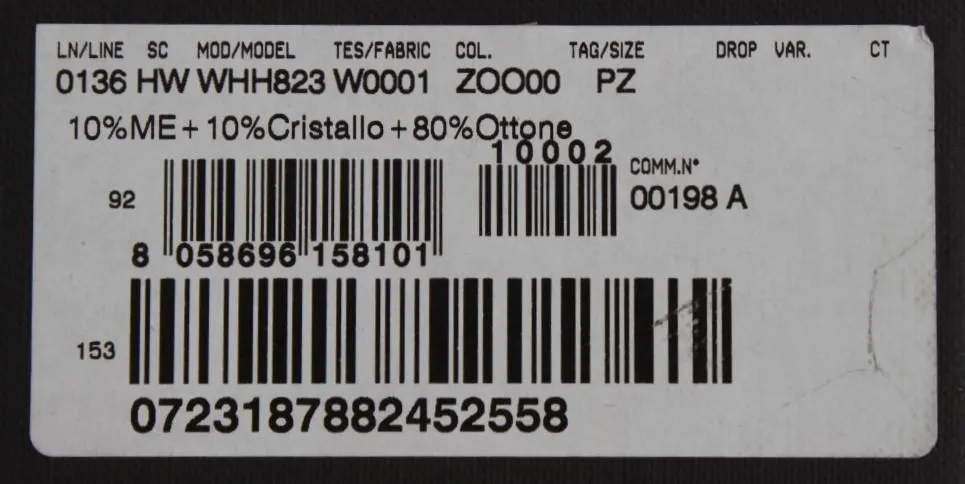 LN/LINE SC MOD/MODEL TES/FABRIC COL. TAG/SIZE DROP VAR. CT
0136 HW WHH823 W0001 ZOO00 PZ
10%ME+10%Cristallo+80%Ottone
10002
COMM.N°
92
00198 A
8 058696 158101
153
0723187882452558